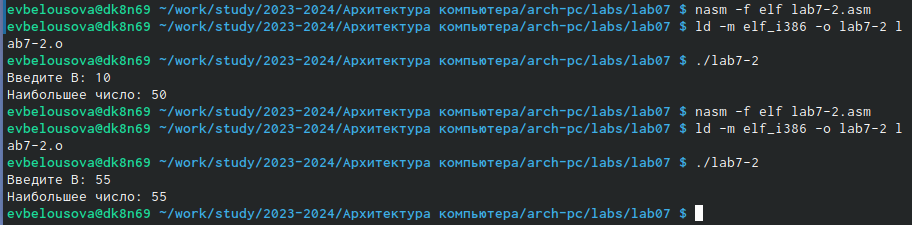 evbelousova@dk8n69 ~/work/study/2023-2024/Архитектура компьютера/arch-pc/labs/lab07 $ nasm -f elf lab7-2.asm
evbelousova@dk8n69 ~/work/study/2023-2024/Архитектура компьютера/arch-pc/labs/lab07 $ ld -m elf_i386 -o lab7-2 l
ab7-2.o
evbelousova@dk8n69 ~/work/study/2023-2024/Архитектура компьютера/arch-pc/labs/lab07 $ ./lab7-2
Введите B: 10
Наибольшее число: 50
evbelousova@dk8n69 ~/work/study/2023-2024/Архитектура компьютера/arch-pc/labs/lab07 $ nasm -f elf lab7-2.asm
evbelousova@dk8n69 ~/work/study/2023-2024/Архитектура компьютера/arch-pc/labs/lab07 $ ld -m elf_i386 -o lab7-2 l
ab7-2.o
evbelousova@dk8n69 ~/work/study/2023-2024/Архитектура компьютера/arch-pc/labs/lab07 $ ./lab7-2
Введите B: 55
Наибольшее число: 55
evbelousova@dk8n69 ~/work/study/2023-2024/Архитектура компьютера/arch-pc/labs/lab07 $